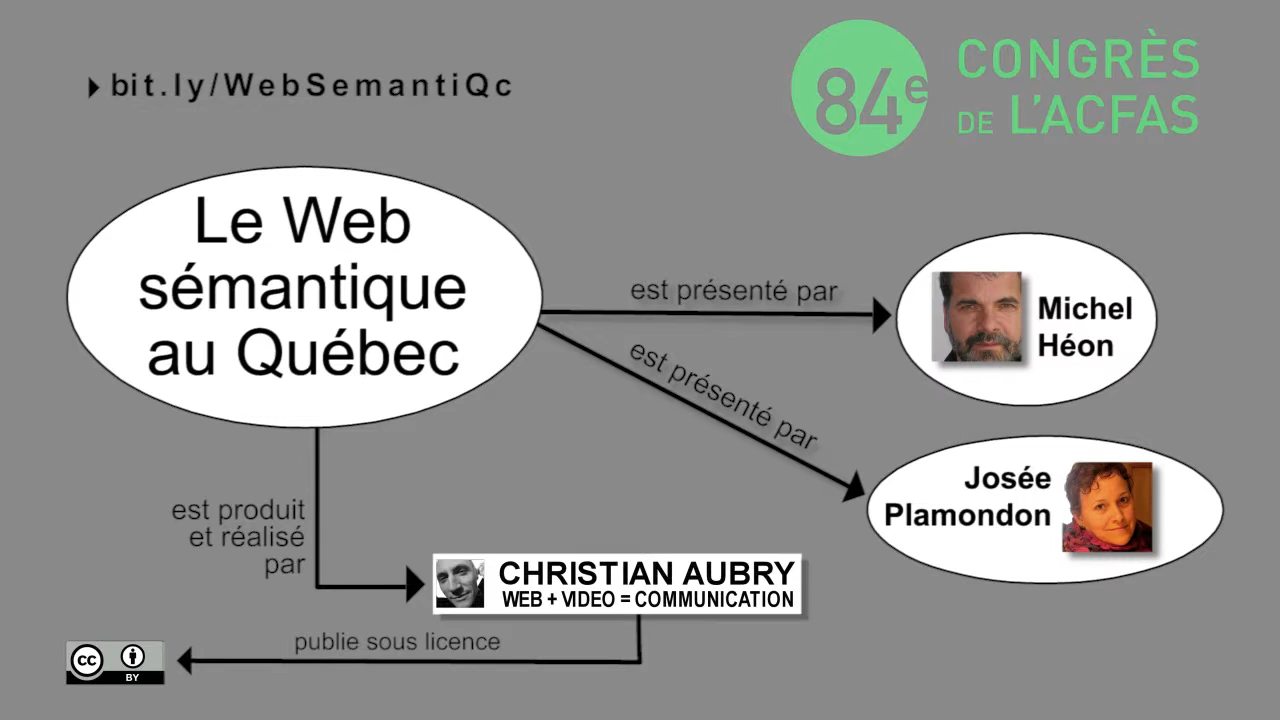 bit.ly/WebSemantiQc
84e
CONGRÈS
DE L'ACFAS
Le Web
sémantique
au Québec
est présenté par
Michel
Héon
est présenté par
Josée
Plamondon
est produit
et réalisé
par
CHRISTIAN AUBRY
WEB + VIDEO = COMMUNICATION
publie sous licence
cc
BY